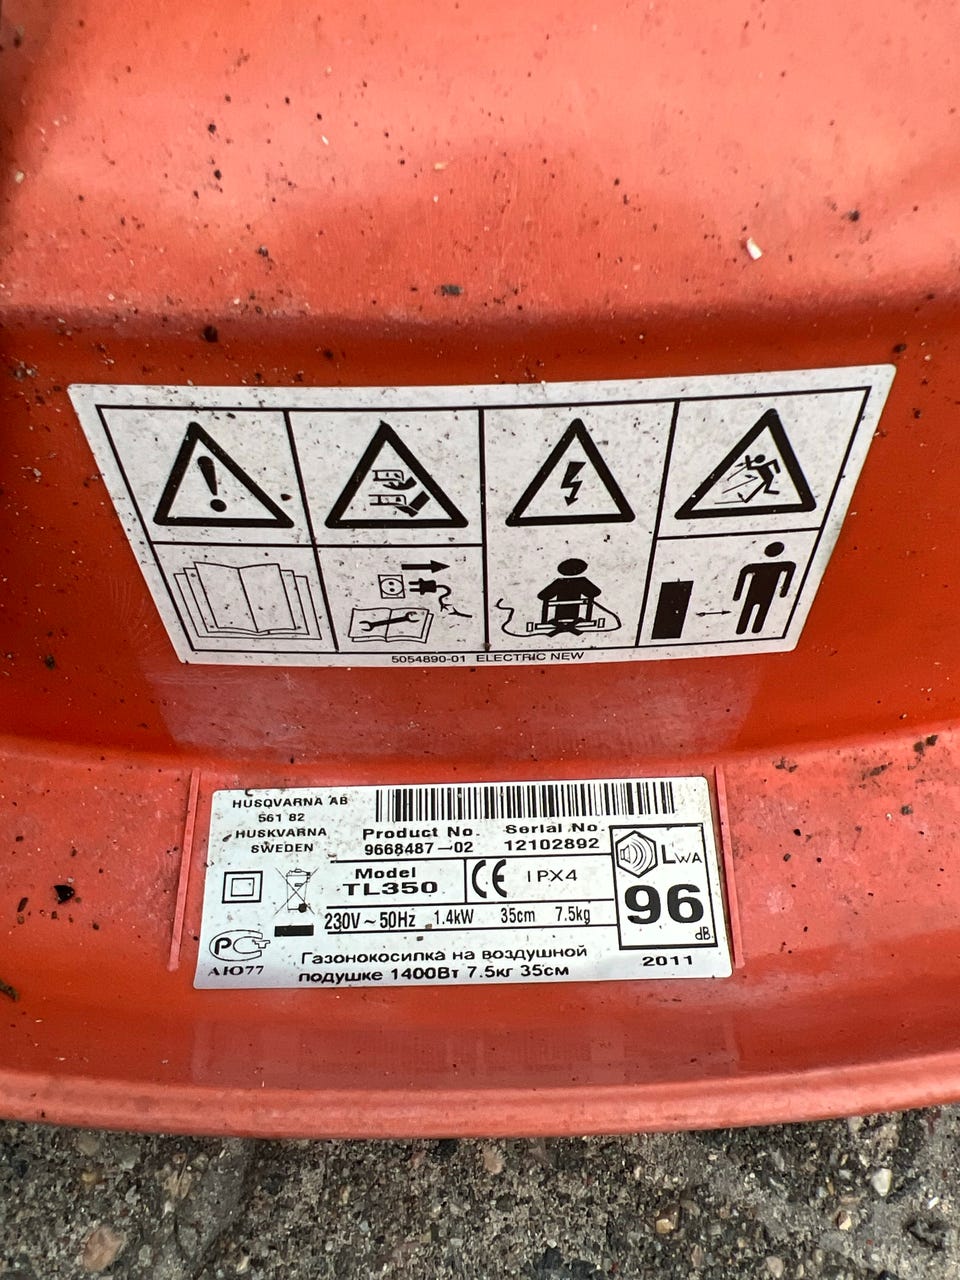 5054890-01 ELECTRIC NEW
HUSQVARNA AB
561 82
HUSKVARNA
SWEDEN
Product No. Serial No.
9668487-02 12102892
Model
TL350
CE IPX4
LWA
96
dB
230V ~ 50Hz 1.4kW 35cm 7.5kg
2011
РСТ
АЮ77
Газонокосилка на воздушной
подушке 1400Вт 7.5кг 35см